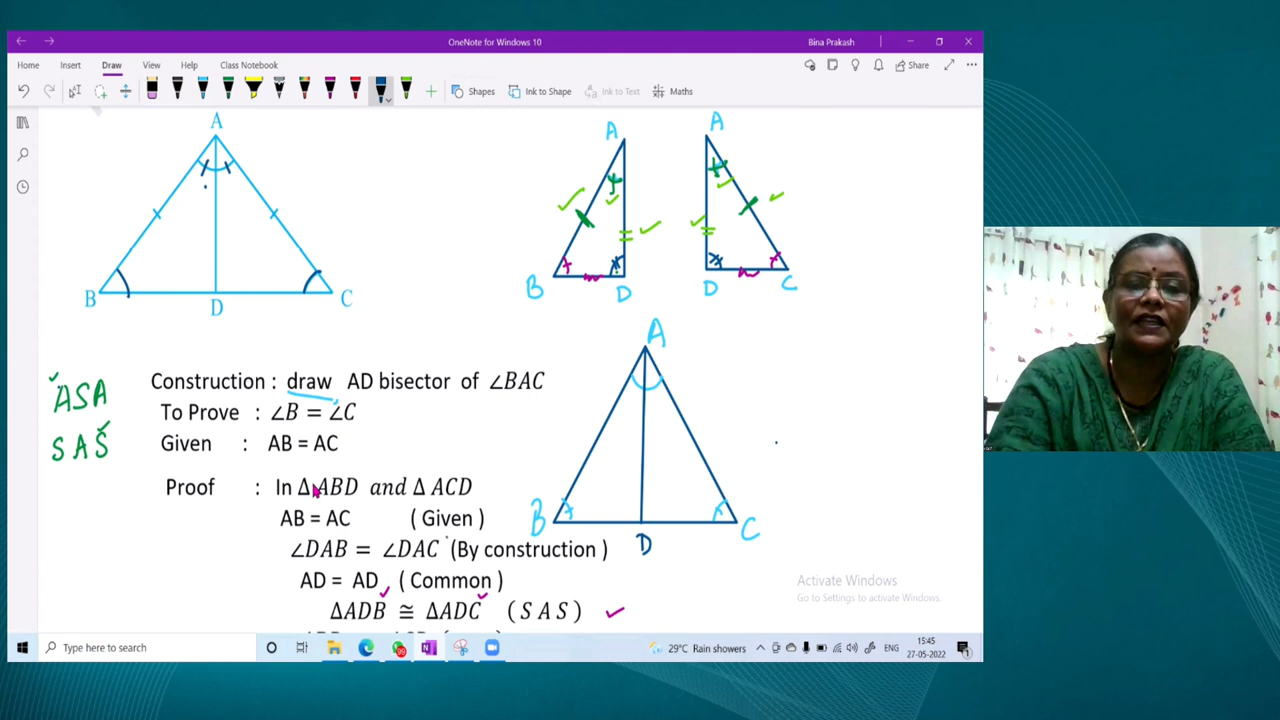 OneNote for Windows 10
Bina Prakash
Home Insert Draw View Help Class Notebook
Share
Shapes Ink to Shape Ink to Text Maths
A
B D C
A
B D
A
D C
A
B D C
ASA
SAS
Construction : draw AD bisector of ∠BAC
To Prove : ∠B = ∠C
Given : AB = AC
Proof : In Δ ABD and Δ ACD
AB = AC ( Given )
∠DAB = ∠DAC (By construction )
AD = AD ( Common )
ΔADB ≅ ΔADC ( S A S )
Activate Windows
Go to Settings to activate Windows.
Type here to search
29°C Rain showers
ENG
15:45
27-05-2022